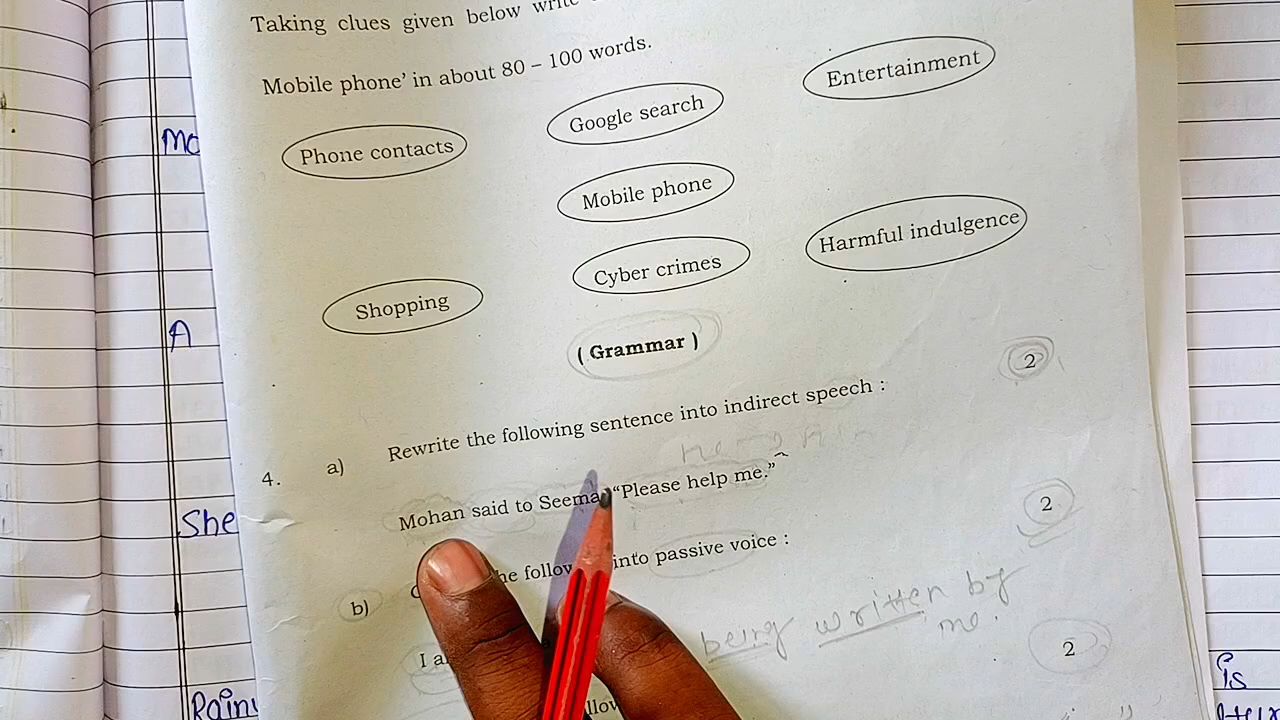 Taking clues given below write
Mobile phone’ in about 80 – 100 words.
Entertainment
Google search
Phone contacts
Mobile phone
Harmful indulgence
Cyber crimes
Shopping
( Grammar )
2
4. a) Rewrite the following sentence into indirect speech :
Mohan said to Seema, “Please help me.”
2
b) into passive voice :
being written by
me.
I
2
Mo
A
She
is